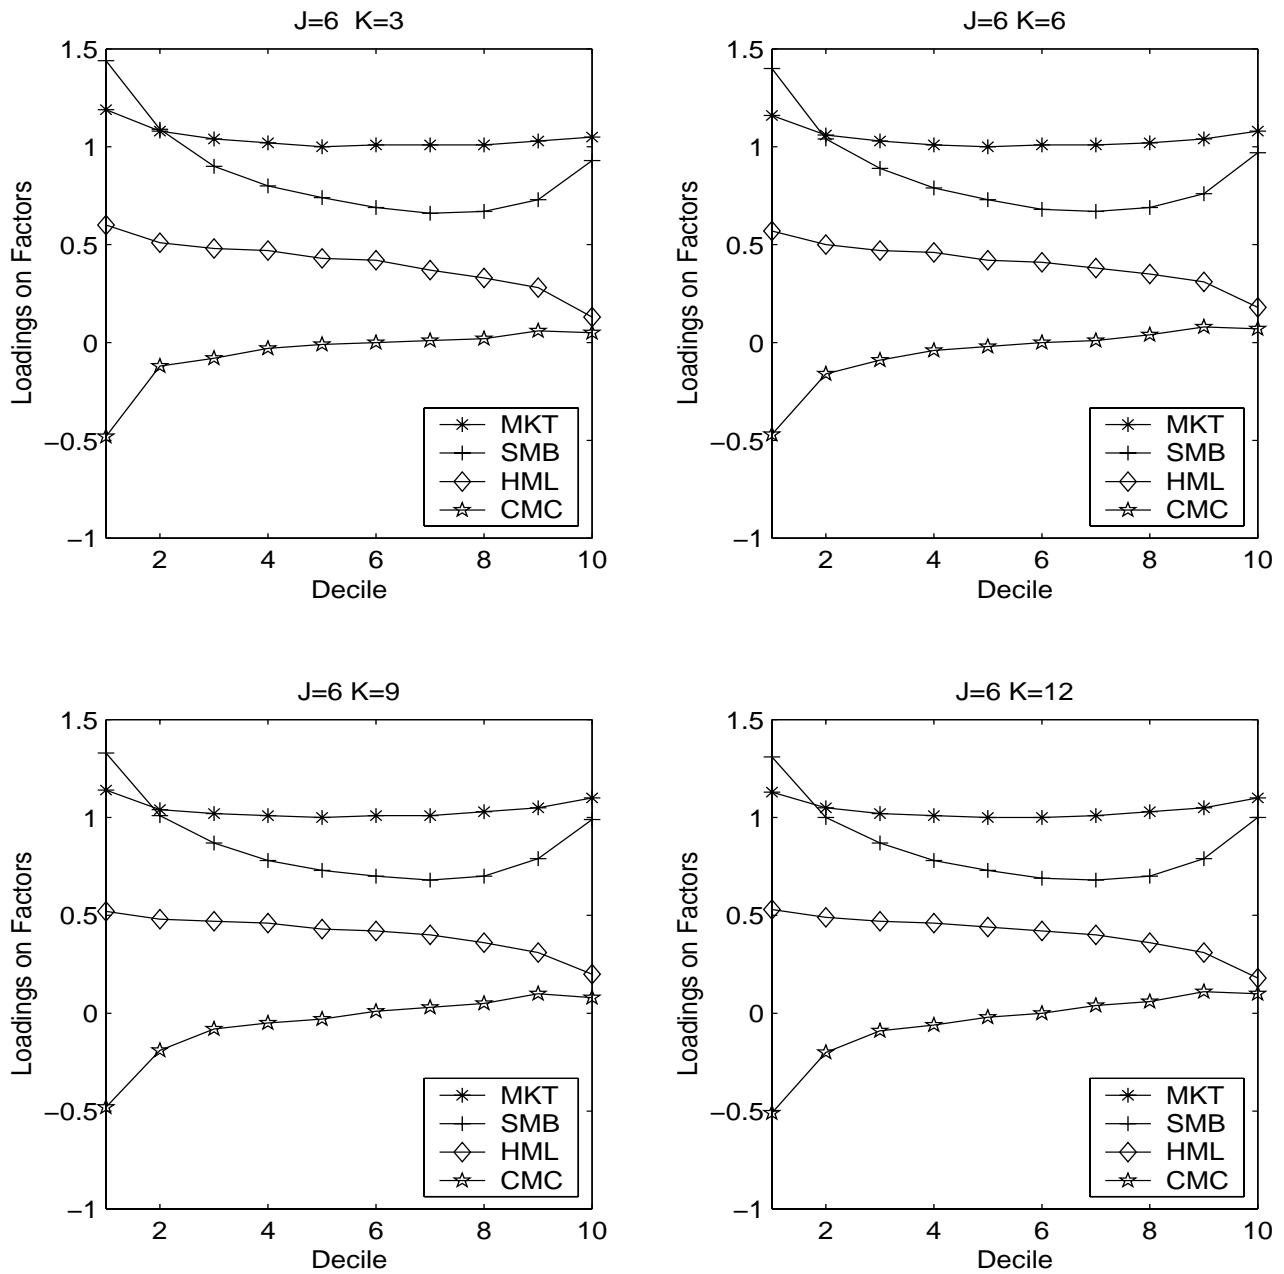 J=6 K=3
1.5
1
0.5
0
−0.5
−1
Loadings on Factors
2 4 6 8 10
Decile
MKT
SMB
HML
CMC
J=6 K=6
1.5
1
0.5
0
−0.5
−1
Loadings on Factors
2 4 6 8 10
Decile
MKT
SMB
HML
CMC
J=6 K=9
1.5
1
0.5
0
−0.5
−1
Loadings on Factors
2 4 6 8 10
Decile
MKT
SMB
HML
CMC
J=6 K=12
1.5
1
0.5
0
−0.5
−1
Loadings on Factors
2 4 6 8 10
Decile
MKT
SMB
HML
CMC